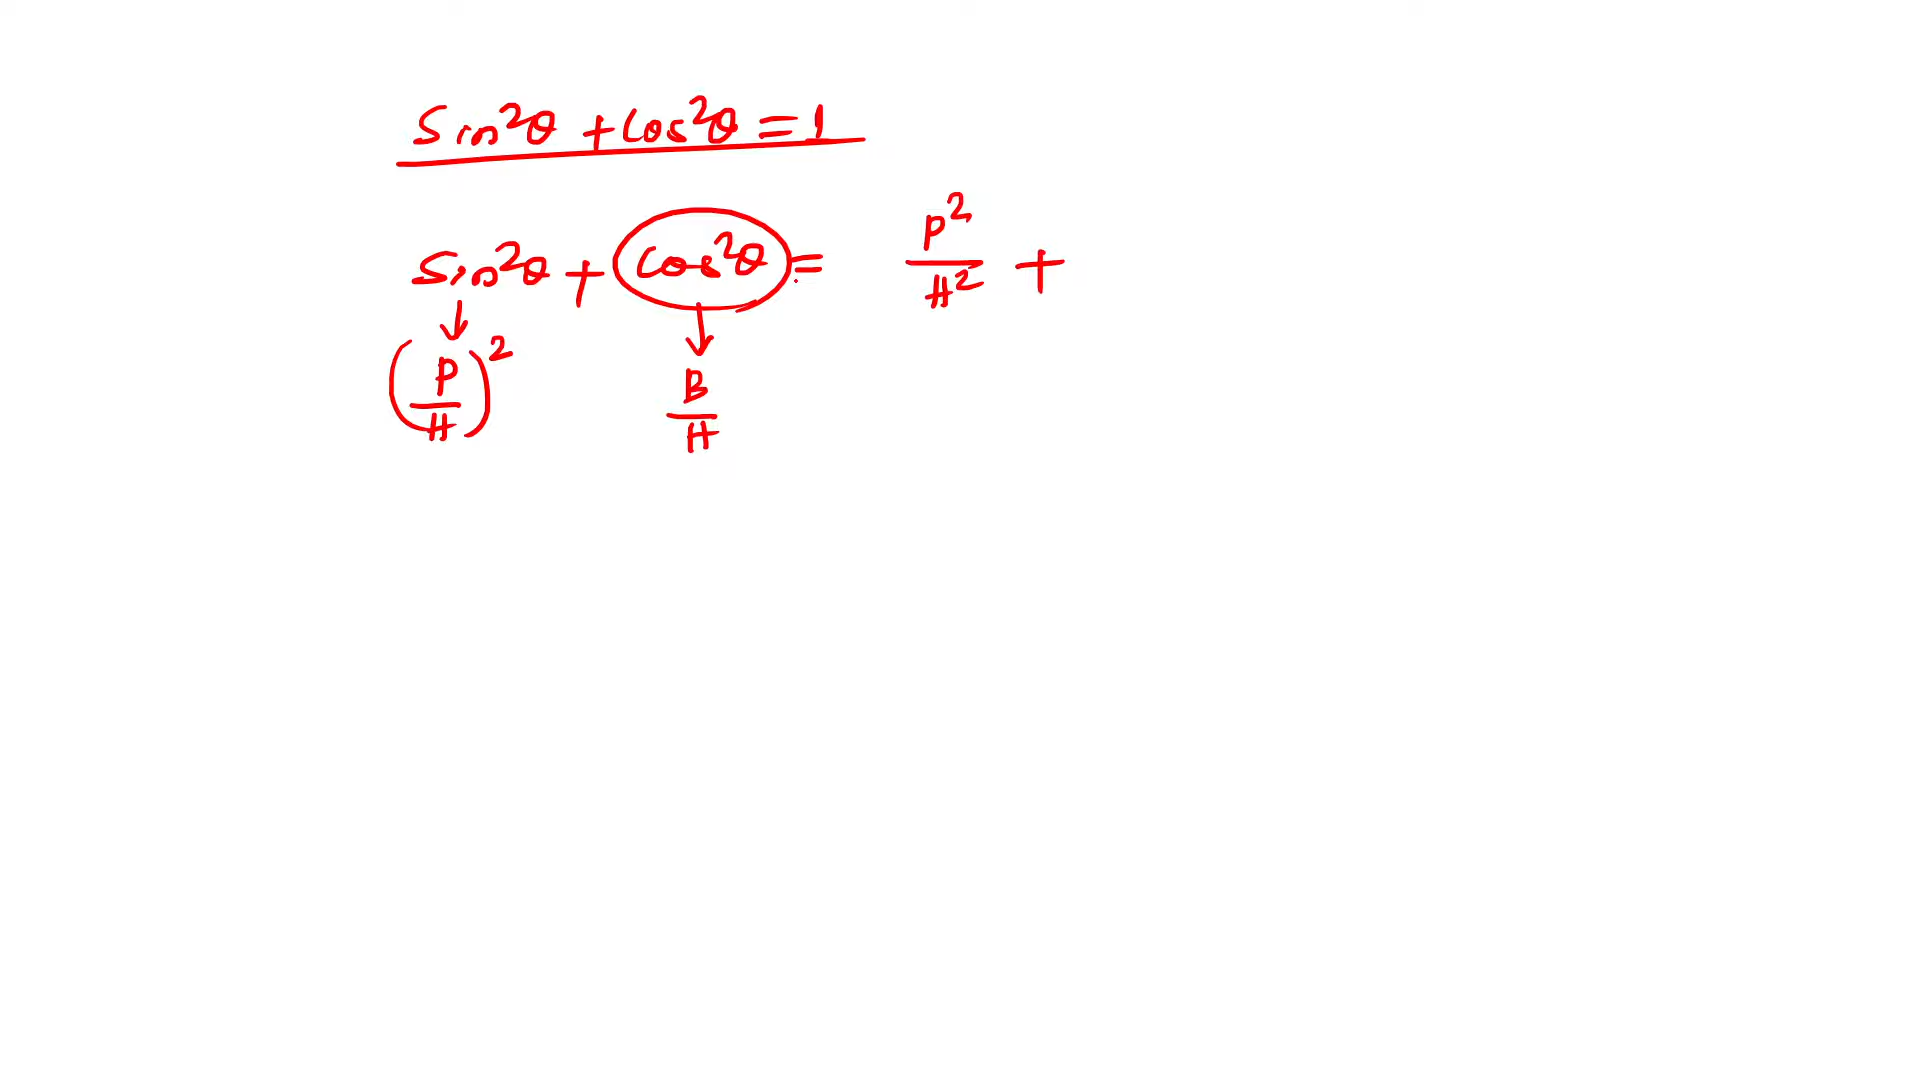 Sin²θ + Cos²θ = 1
Sin²θ + Cos²θ = P²/H² +
(P/H)² B/H